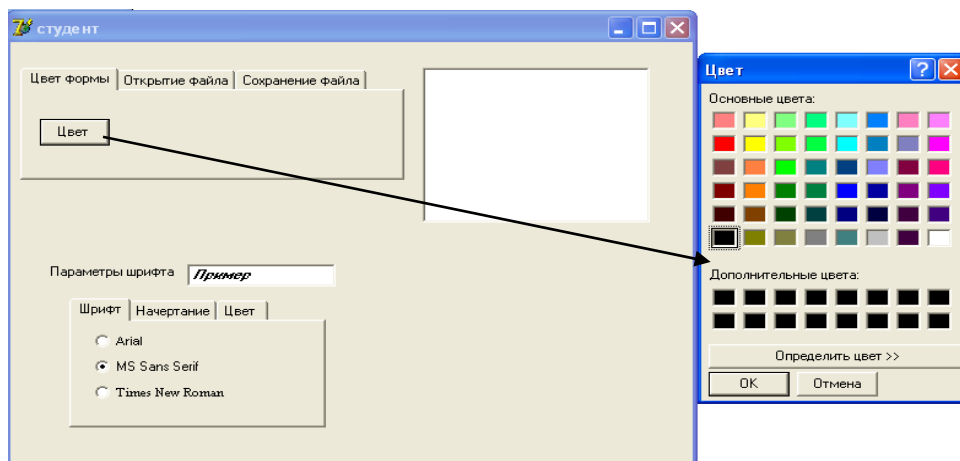 студент
Цвет формы Открытие файла Сохранение файла
Цвет
Параметры шрифта Пример
Шрифт Начертание Цвет
Arial
MS Sans Serif
Times New Roman
Цвет
Основные цвета:
Дополнительные цвета:
Определить цвет >>
OK Отмена